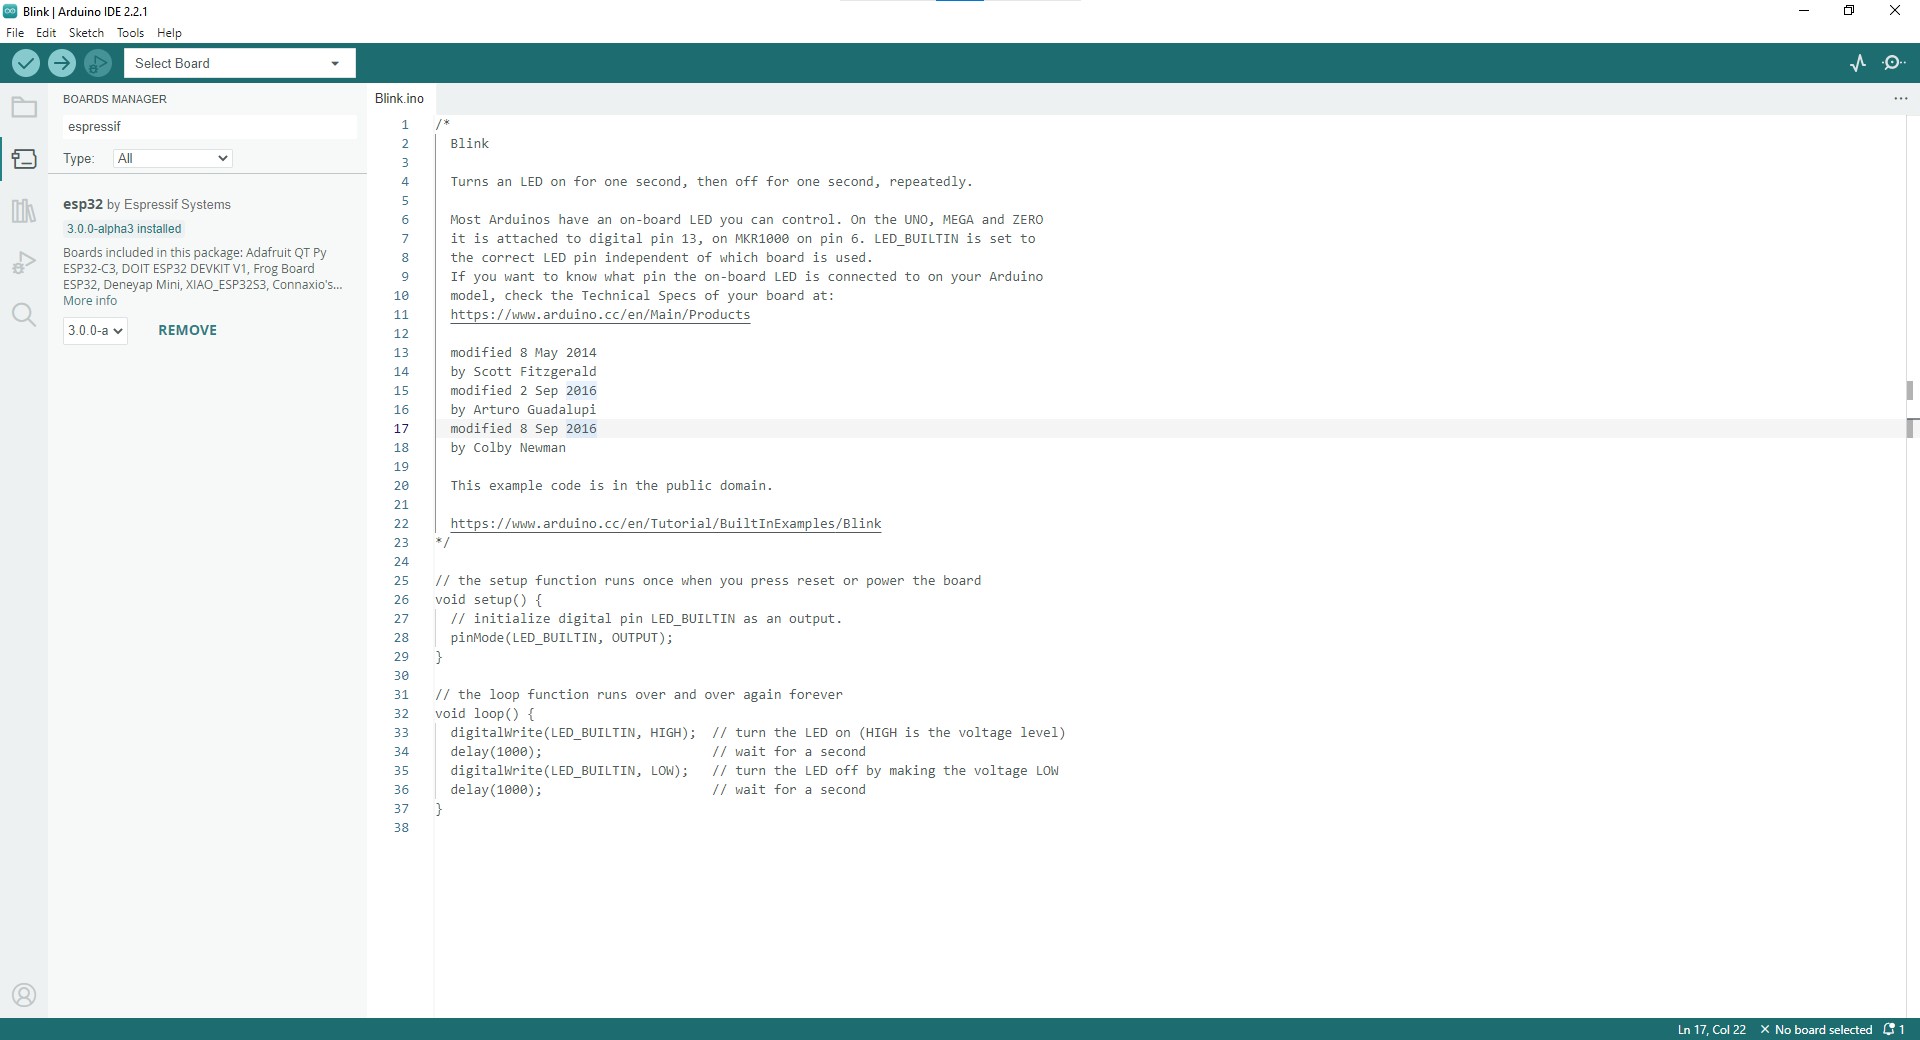 Blink | Arduino IDE 2.2.1
File Edit Sketch Tools Help
Select Board
BOARDS MANAGER
espressif
Type: All
esp32 by Espressif Systems
3.0.0-alpha3 installed
Boards included in this package: Adafruit QT Py
ESP32-C3, DOIT ESP32 DEVKIT V1, Frog Board
ESP32, Deneyap Mini, XIAO_ESP32S3, Connaxio's...
More info
3.0.0-a REMOVE
Blink.ino
1 /*
2 Blink
3
4 Turns an LED on for one second, then off for one second, repeatedly.
5
6 Most Arduinos have an on-board LED you can control. On the UNO, MEGA and ZERO
7 it is attached to digital pin 13, on MKR1000 on pin 6. LED_BUILTIN is set to
8 the correct LED pin independent of which board is used.
9 If you want to know what pin the on-board LED is connected to on your Arduino
10 model, check the Technical Specs of your board at:
11 https://www.arduino.cc/en/Main/Products
12
13 modified 8 May 2014
14 by Scott Fitzgerald
15 modified 2 Sep 2016
16 by Arturo Guadalupi
17 modified 8 Sep 2016
18 by Colby Newman
19
20 This example code is in the public domain.
21
22 https://www.arduino.cc/en/Tutorial/BuiltInExamples/Blink
23 */
24
25 // the setup function runs once when you press reset or power the board
26 void setup() {
27 // initialize digital pin LED_BUILTIN as an output.
28 pinMode(LED_BUILTIN, OUTPUT);
29 }
30
31 // the loop function runs over and over again forever
32 void loop() {
33 digitalWrite(LED_BUILTIN, HIGH); // turn the LED on (HIGH is the voltage level)
34 delay(1000); // wait for a second
35 digitalWrite(LED_BUILTIN, LOW); // turn the LED off by making the voltage LOW
36 delay(1000); // wait for a second
37 }
38
Ln 17, Col 22 No board selected 1